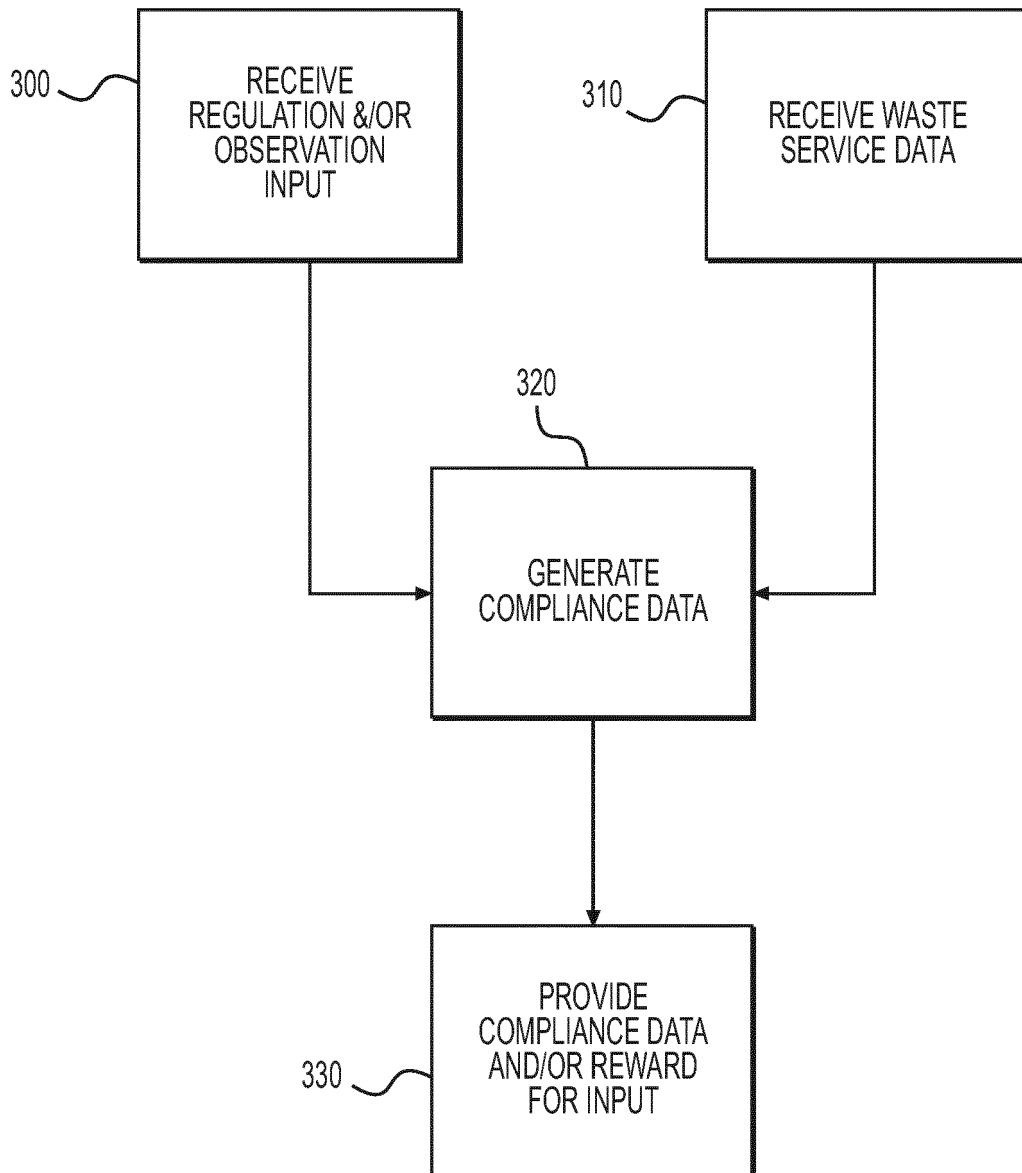 300
RECEIVE
REGULATION &/OR
OBSERVATION
INPUT
310
RECEIVE WASTE
SERVICE DATA
320
GENERATE
COMPLIANCE DATA
330
PROVIDE
COMPLIANCE DATA
AND/OR REWARD
FOR INPUT